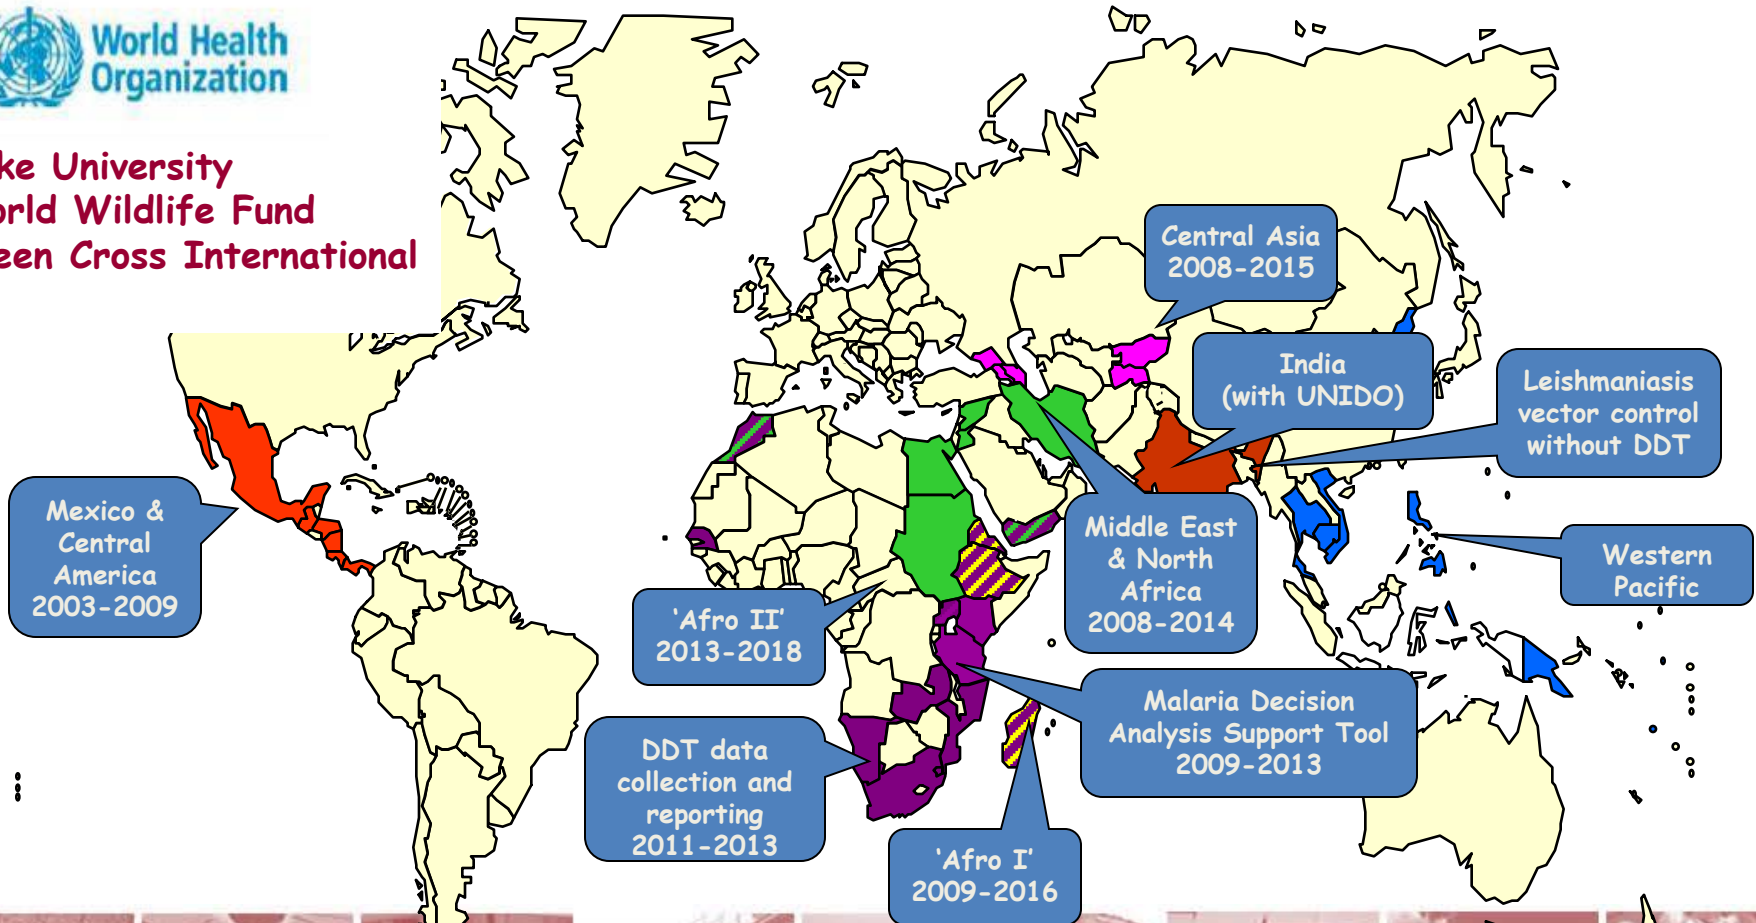 World Health
Organization
ke University
orld Wildlife Fund
een Cross International
Central Asia
2008-2015
India
(with UNIDO)
Leishmaniasis
vector control
without DDT
Mexico &
Central
America
2003-2009
Middle East
& North
Africa
2008-2014
Western
Pacific
‘Afro II’
2013-2018
Malaria Decision
Analysis Support Tool
2009-2013
DDT data
collection and
reporting
2011-2013
‘Afro I’
2009-2016